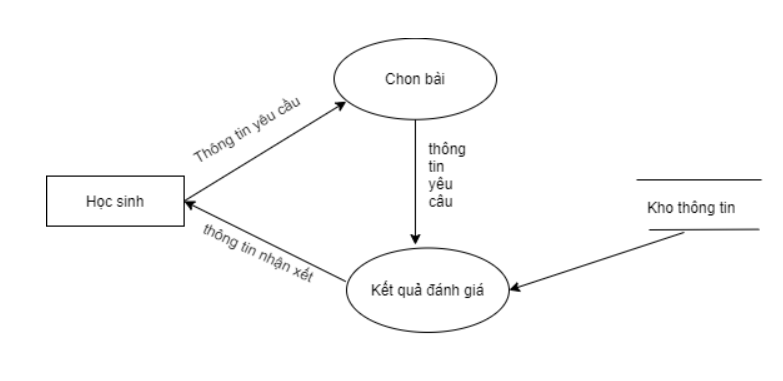 Chon bài
Thông tin yêu cầu
thông
tin
yêu
câu
Kho thông tin
Học sinh
thông tin nhận xét
Kết quả đánh giá